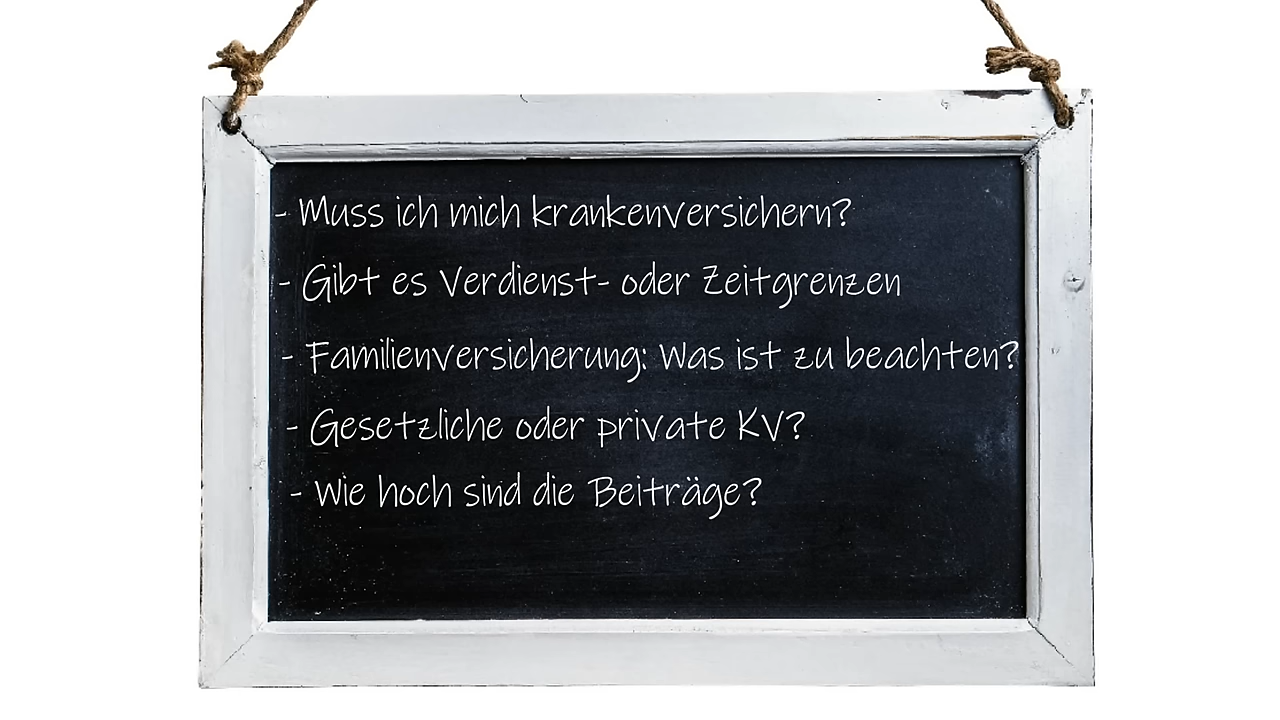 - Muss ich mich krankenversichern?
- Gibt es Verdienst- oder Zeitgrenzen
- Familienversicherung: Was ist zu beachten?
- Gesetzliche oder private KV?
- Wie hoch sind die Beiträge?